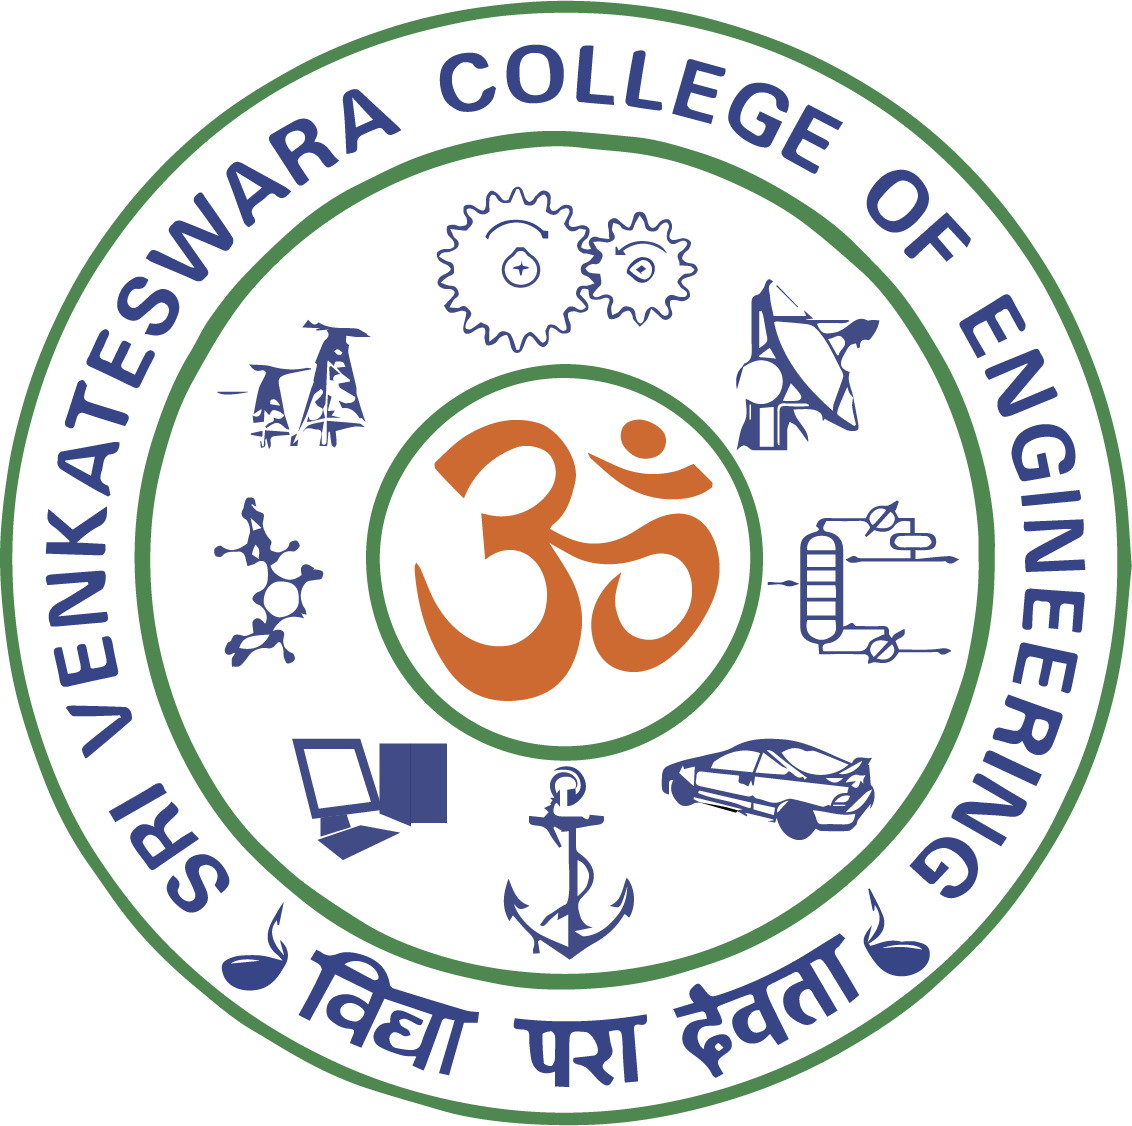 SRI VENKATESWARA COLLEGE OF ENGINEERING
विद्या परा देवता
ॐ